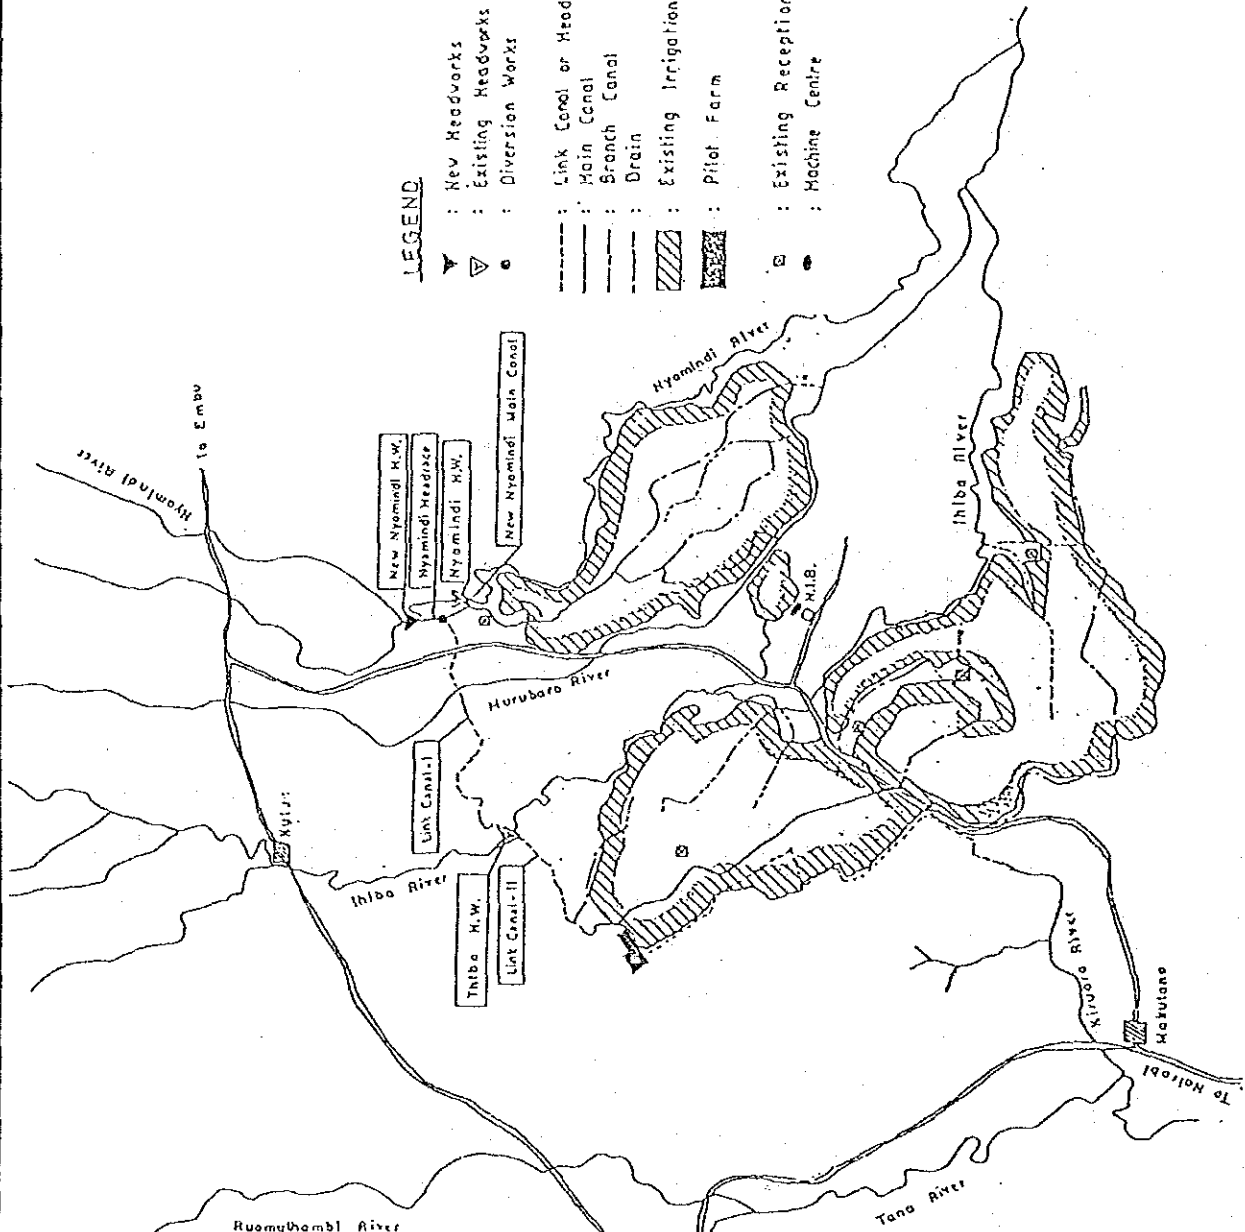 LEGEND
: New Headworks
: Existing Headworks
: Diversion Works
: Link Canal or Head
: Main Canal
: Branch Canal
: Drain
: Existing Irrigation
: Pilot Farm
: Existing Reception
: Machine Centre
To Embu
Nyamindi River
New Nyamindi H.W.
Nyamindi Headrace
Nyamindi H.W.
New Nyamindi Main Canal
Nyamindi River
Murubara River
Link Canal-I
Thiba River
Thiba H.W.
Link Canal-II
N.I.B.
Thiba River
Kiruara River
Makutano
To Nairobi
Tana River
Ruamuthambi River